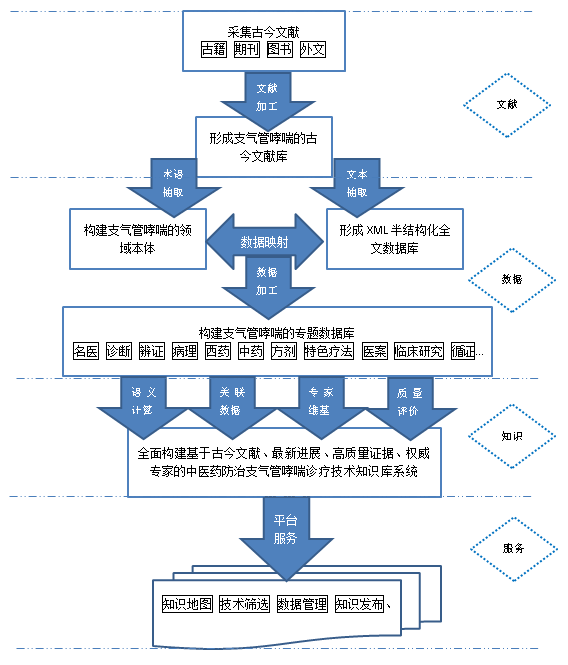 采集古今文献
古籍 期刊 图书 外文
文献
加工
文献
形成支气管哮喘的古
今文献库
术语
抽取
文本
抽取
构建支气管哮喘的领
域本体
数据映射
形成 XML 半结构化全
文数据库
数据
加工
数据
构建支气管哮喘的专题数据库
名医 诊断 辨证 病理 西药 中药 方剂 特色疗法 医案 临床研究 循证...
语义
计算
关联
数据
专家
维基
质量
评价
知识
全面构建基于古今文献、最新进展、高质量证据、权威
专家的中医药防治支气管哮喘诊疗技术知识库系统
平台
服务
服务
知识地图 技术筛选 数据管理 知识发布、